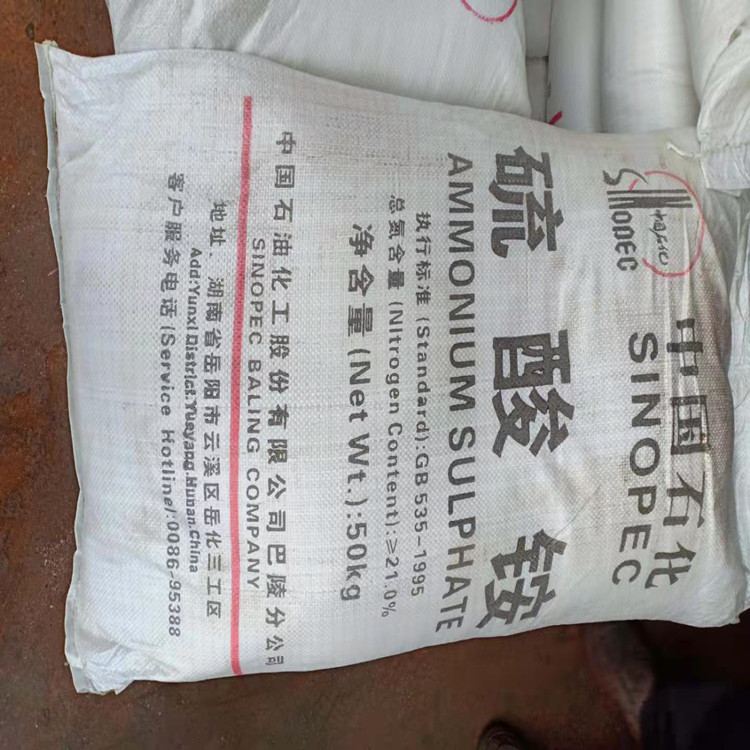 中国石化
SINOPEC
中国石化
SINOPEC
硫酸铵
AMMONIUM SULPHATE
执行标准 (Standard):GB 535-1995
总氮含量 (NItrogen Content):≥21.0%
净含量 (Net Wt.):50kg
中国石油化工股份有限公司巴陵分公司
SINOPEC BALING COMPANY
地址：湖南省岳阳市云溪区岳化三工区
Add:Yunxi District.Yueyang.Hunan.China
客户服务电话 (Service Hotline):0086-95388